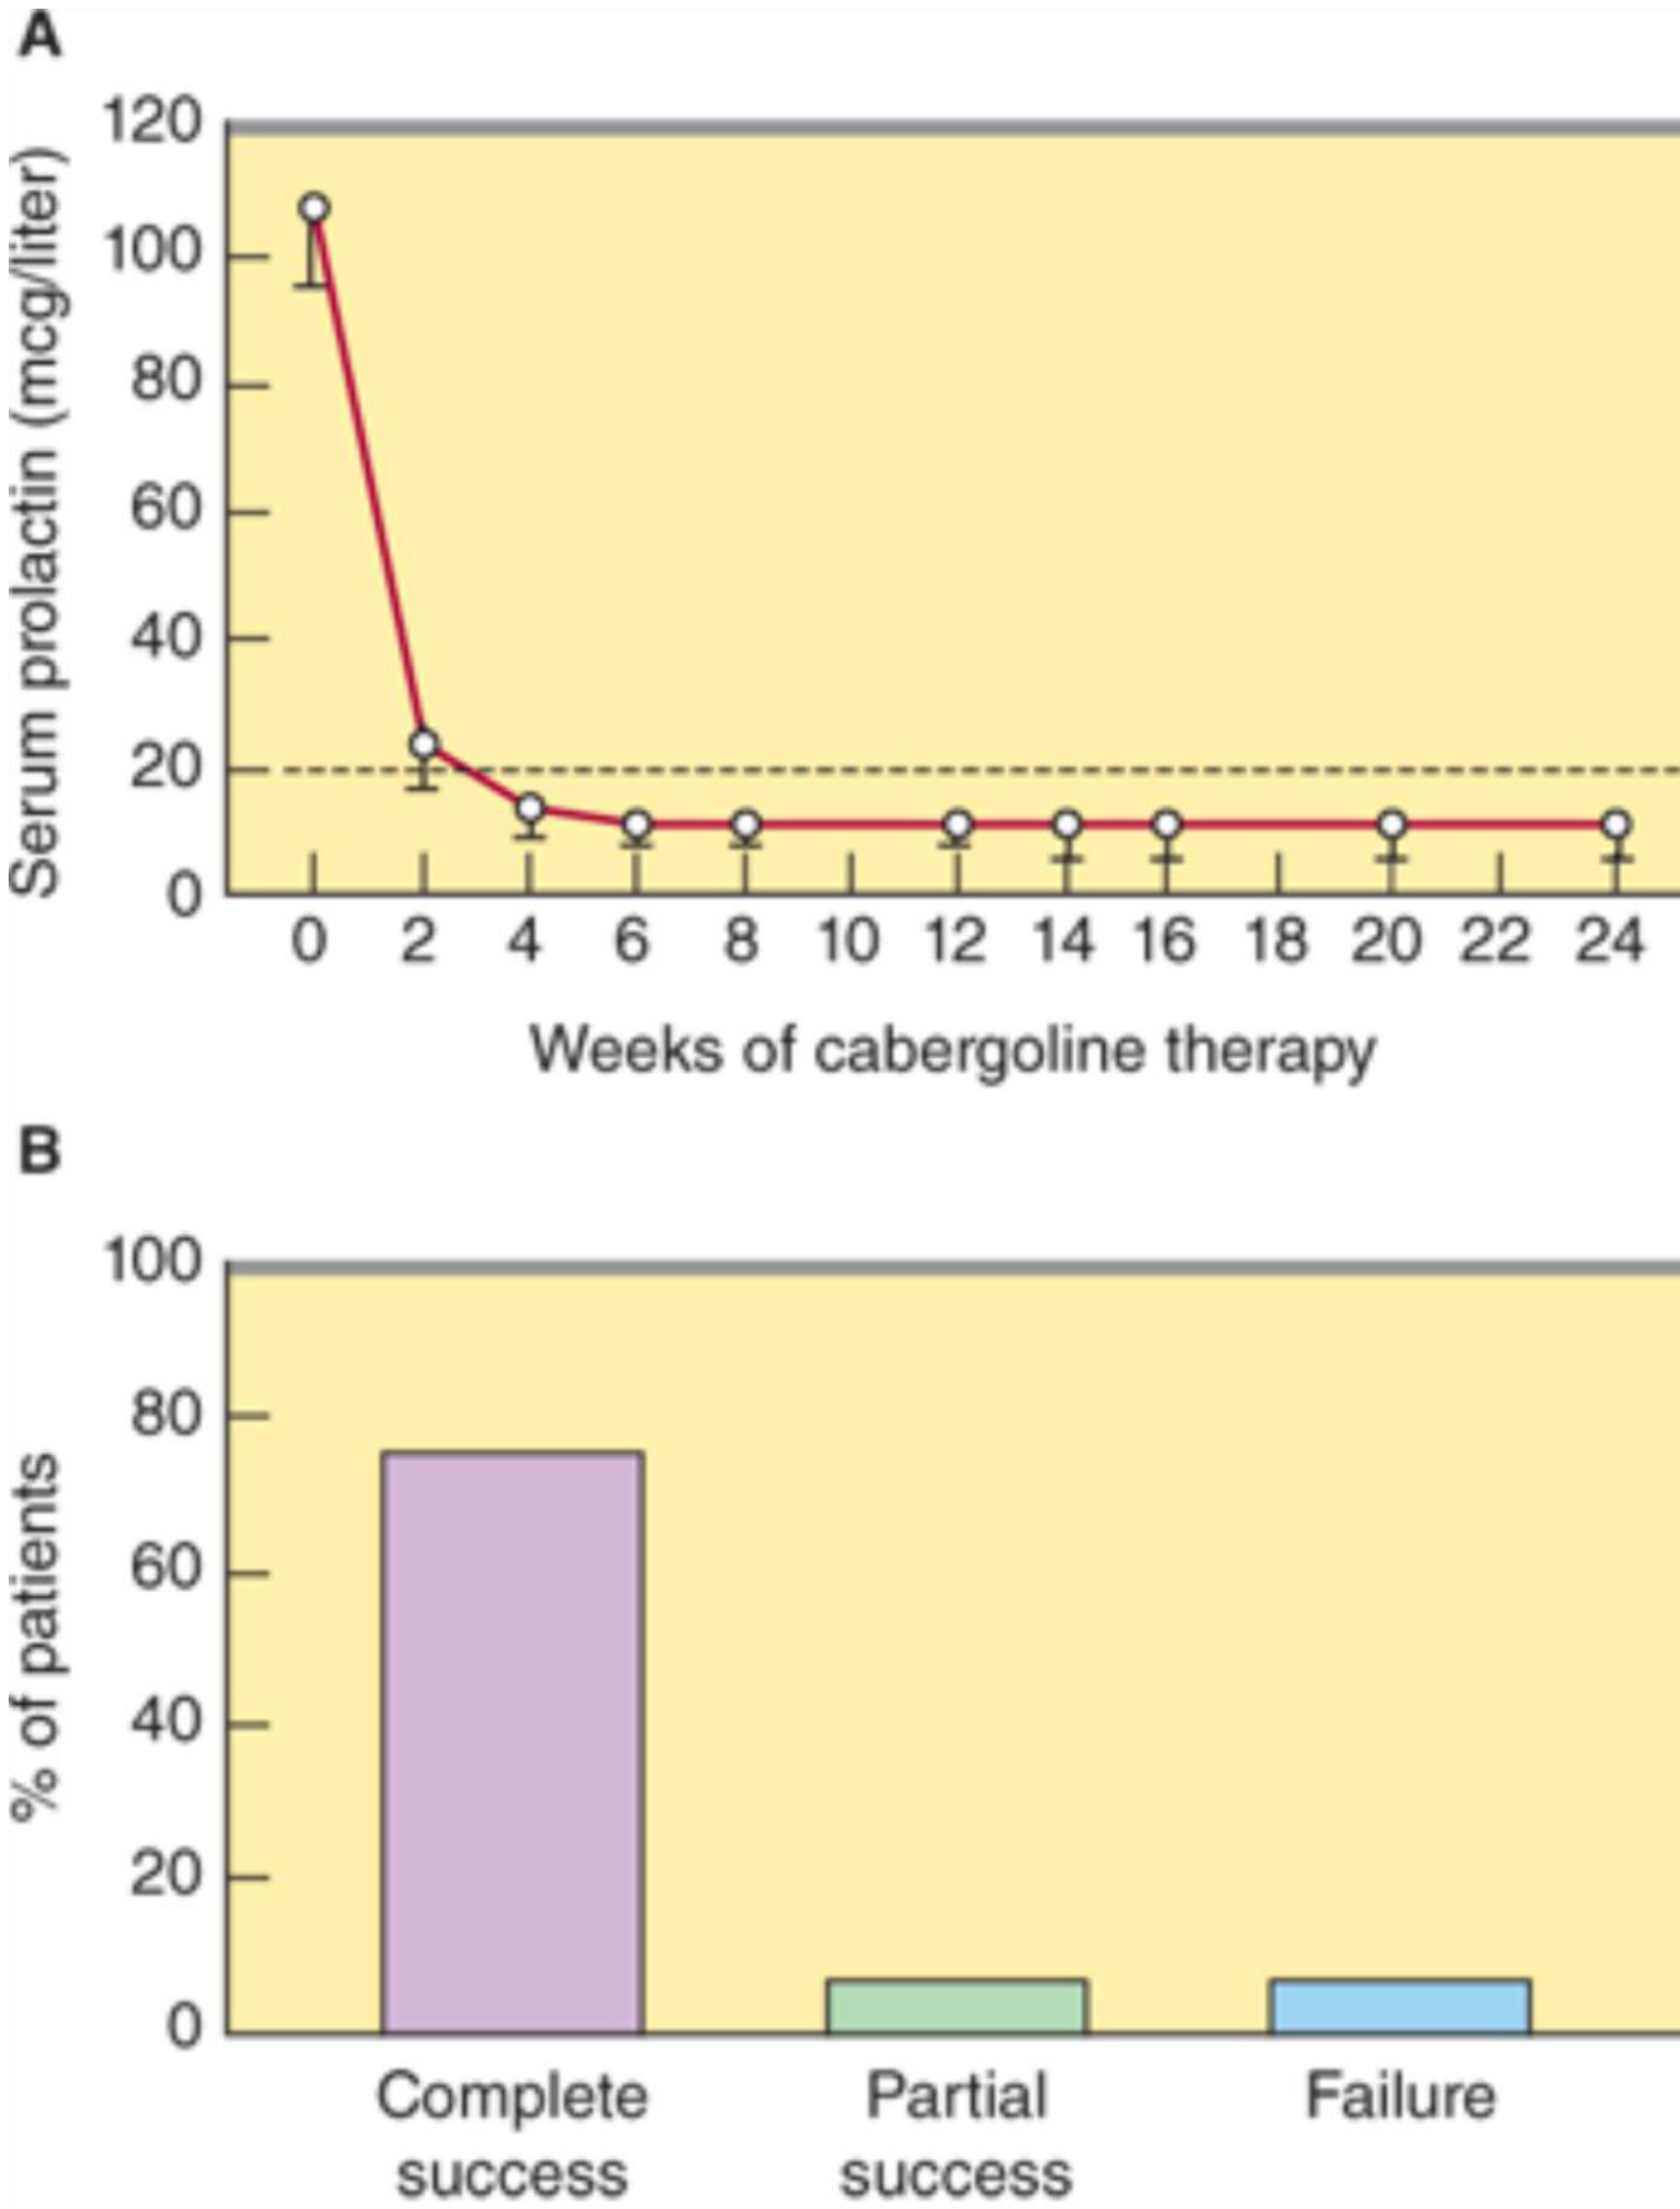 A
Serum prolactin (mcg/liter)
120
100
80
60
40
20
0
0 2 4 6 8 10 12 14 16 18 20 22 24
Weeks of cabergoline therapy
B
% of patients
100
80
60
40
20
0
Complete success
Partial success
Failure